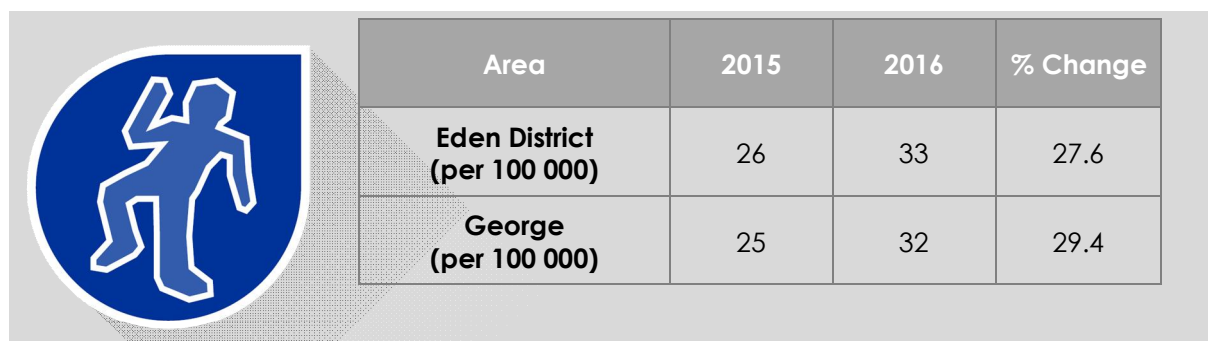 Area 2015 2016 % Change
Eden District
(per 100 000) 26 33 27.6
George
(per 100 000) 25 32 29.4